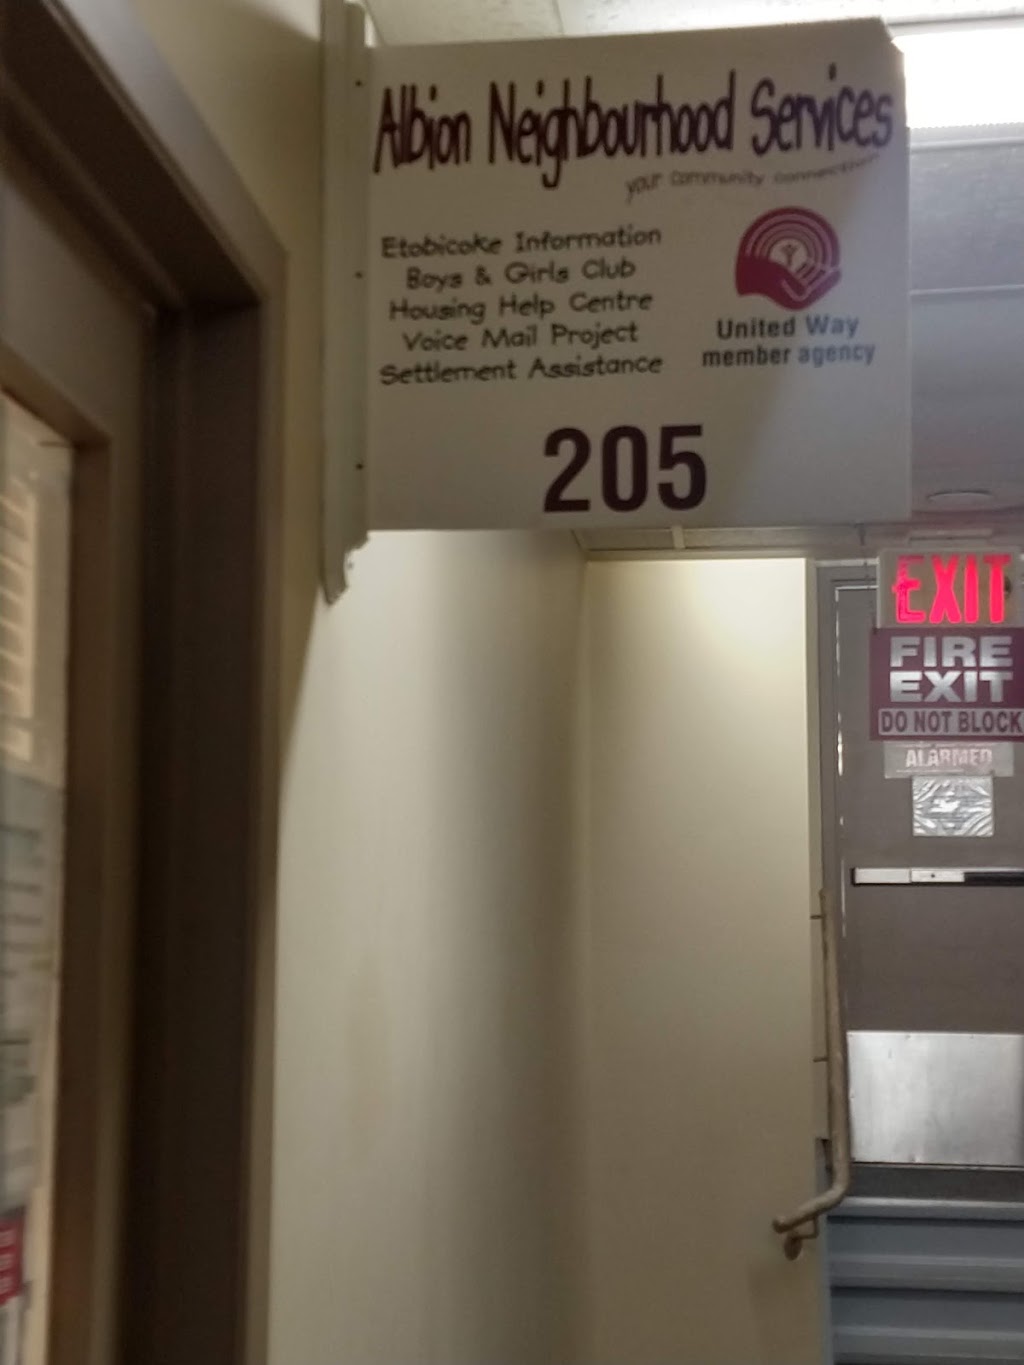 Albion Neighbourhood Services
your community connection
Etobicoke Information
Boys & Girls Club
Housing Help Centre
Voice Mail Project
Settlement Assistance
United Way
member agency
205
EXIT
FIRE
EXIT
DO NOT BLOCK
ALARMED